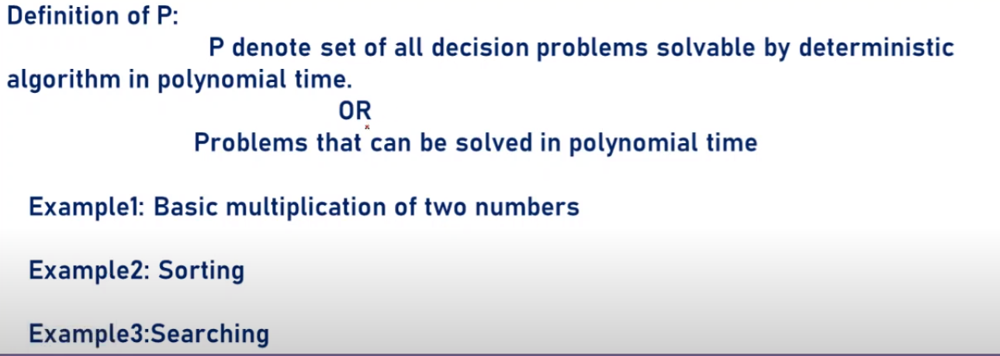 Definition of P:
P denote set of all decision problems solvable by deterministic
algorithm in polynomial time.
OR
Problems that can be solved in polynomial time
Example1: Basic multiplication of two numbers
Example2: Sorting
Example3:Searching